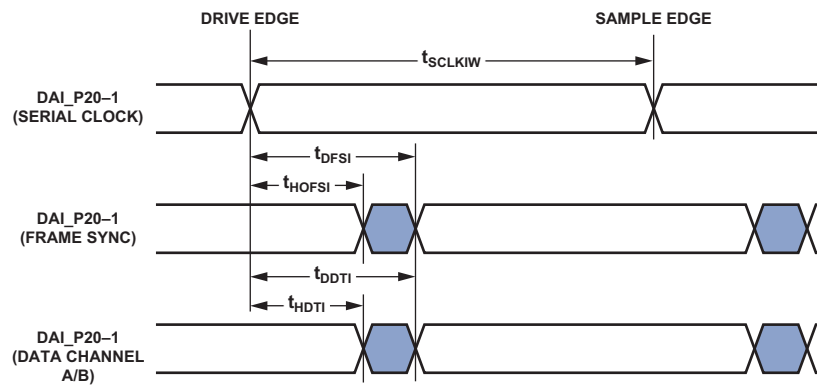 DRIVE EDGE
SAMPLE EDGE
tSCLKIW
DAI_P20–1
(SERIAL CLOCK)
tDFSI
tHOFSI
DAI_P20–1
(FRAME SYNC)
tDDTI
tHDTI
DAI_P20–1
(DATA CHANNEL
A/B)